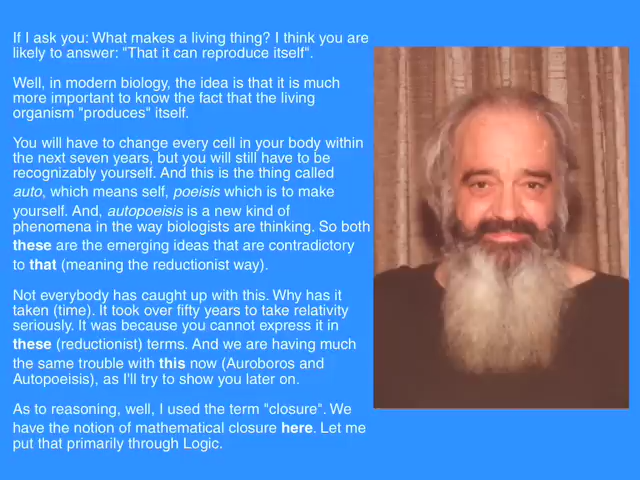 If I ask you: What makes a living thing? I think you are
likely to answer: "That it can reproduce itself".
Well, in modern biology, the idea is that it is much
more important to know the fact that the living
organism "produces" itself.
You will have to change every cell in your body within
the next seven years, but you will still have to be
recognizably yourself. And this is the thing called
auto, which means self, poeisis which is to make
yourself. And, autopoeisis is a new kind of
phenomena in the way biologists are thinking. So both
these are the emerging ideas that are contradictory
to that (meaning the reductionist way).
Not everybody has caught up with this. Why has it
taken (time). It took over fifty years to take relativity
seriously. It was because you cannot express it in
these (reductionist) terms. And we are having much
the same trouble with this now (Auroboros and
Autopoeisis), as I'll try to show you later on.
As to reasoning, well, I used the term "closure". We
have the notion of mathematical closure here. Let me
put that primarily through Logic.